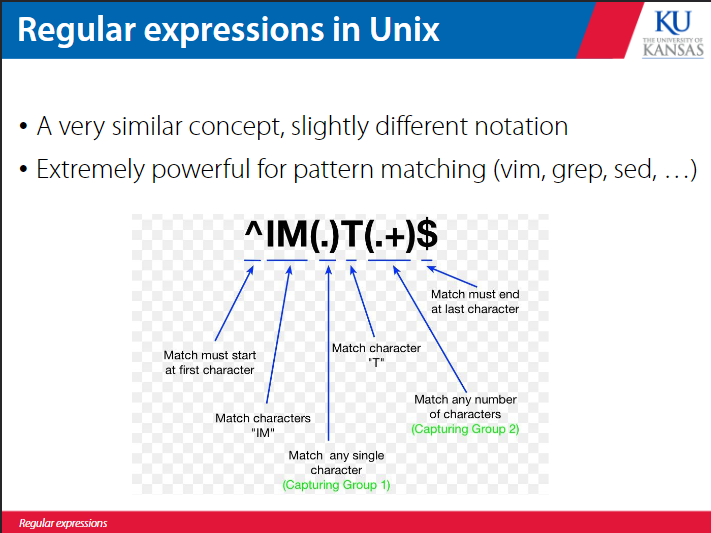 Regular expressions in Unix
KU
THE UNIVERSITY OF
KANSAS
• A very similar concept, slightly different notation
• Extremely powerful for pattern matching (vim, grep, sed, …)
^IM(.)T(.+)$
Match must end
at last character
Match must start
at first character
Match character
"T"
Match characters
"IM"
Match any number
of characters
(Capturing Group 2)
Match any single
character
(Capturing Group 1)
Regular expressions